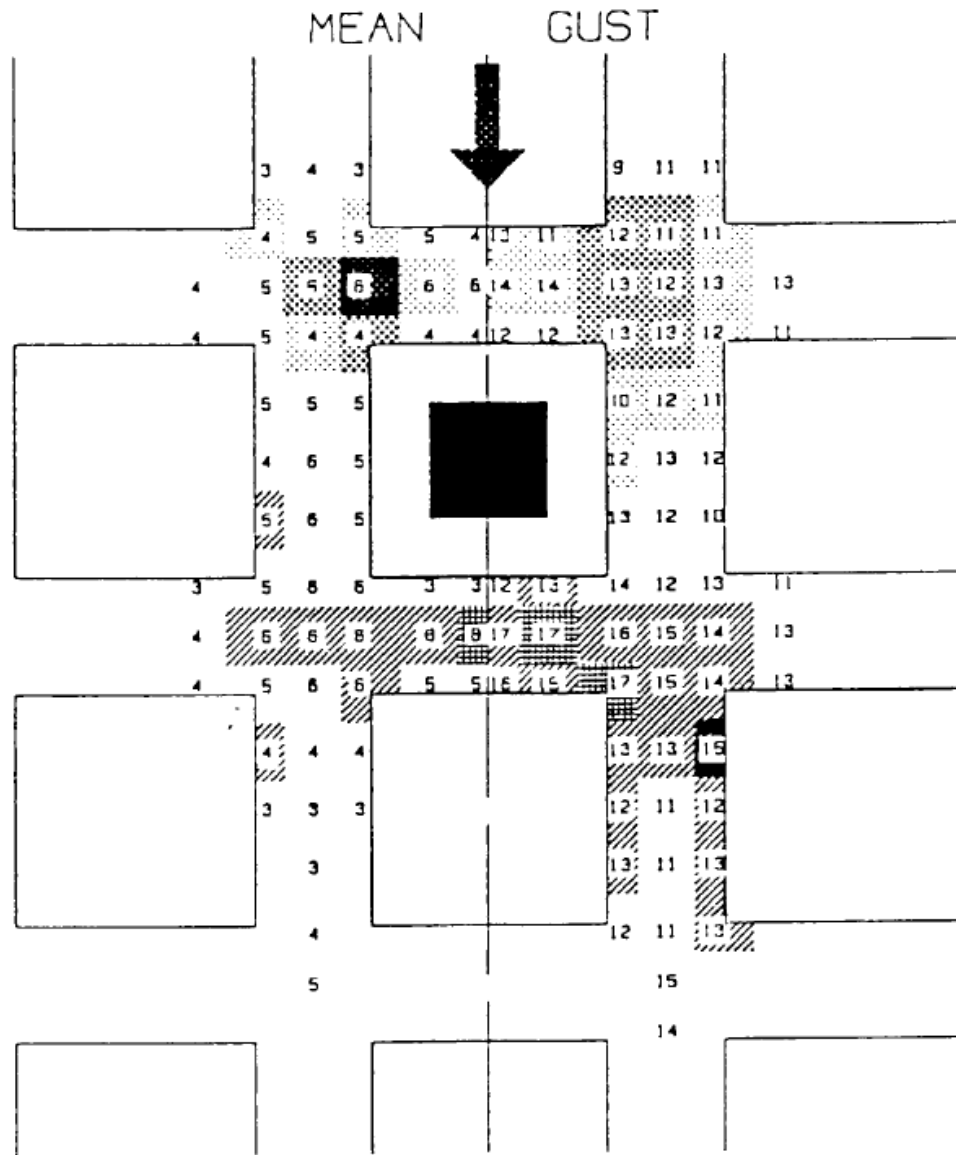 MEAN GUST
3 4 3 9 11 11
4 5 5 5 4 13 11 12 11 11
4 5 5 6 6 6 14 14 13 12 13 13
4 5 4 4 4 4 12 12 13 13 12 11
5 5 5 10 12 11
4 6 5 12 13 12
5 6 5 13 12 10
3 5 6 6 3 3 12 13 14 12 13 11
4 6 6 8 8 17 17 16 15 14 13
4 5 6 6 5 5 16 15 17 15 14 13
4 4 4 13 13 15
3 3 3 12 11 12
3 13 11 13
4 12 11 13
5 15
14